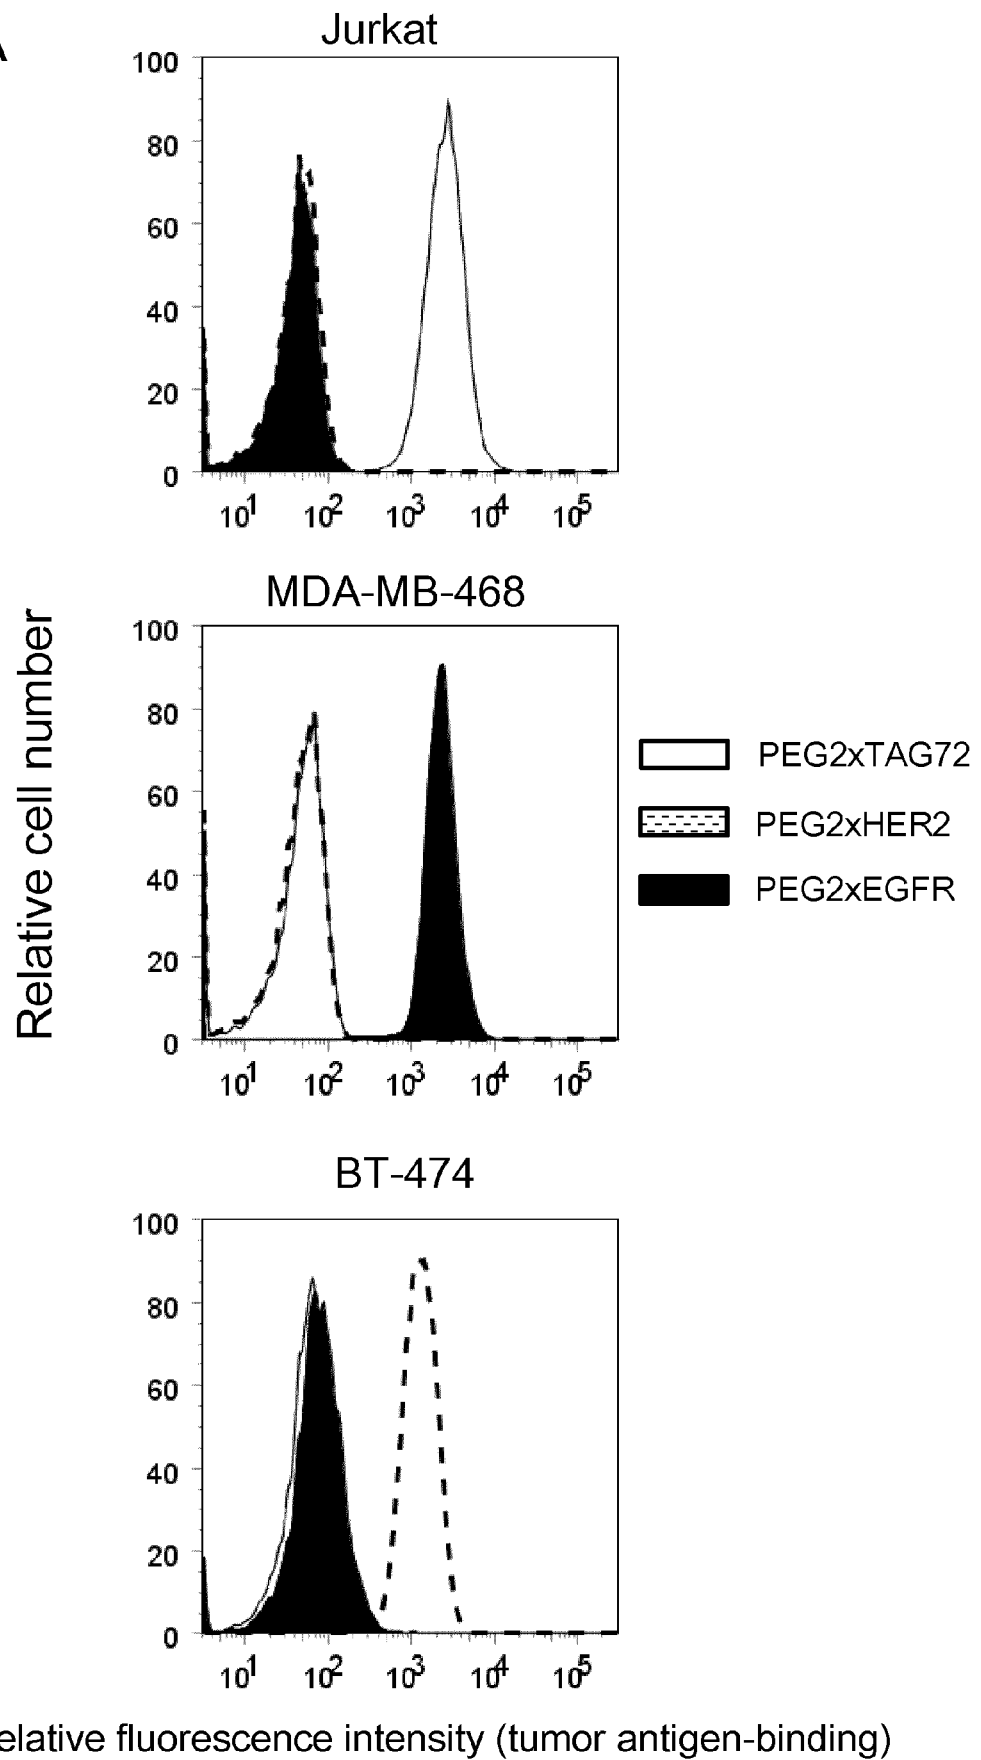 A
Jurkat
100
80
60
40
20
0
10¹ 10² 10³ 10⁴ 10⁵
MDA-MB-468
100
80
60
40
20
0
10¹ 10² 10³ 10⁴ 10⁵
Relative cell number
PEG2xTAG72
PEG2xHER2
PEG2xEGFR
BT-474
100
80
60
40
20
0
10¹ 10² 10³ 10⁴ 10⁵
elative fluorescence intensity (tumor antigen-binding)